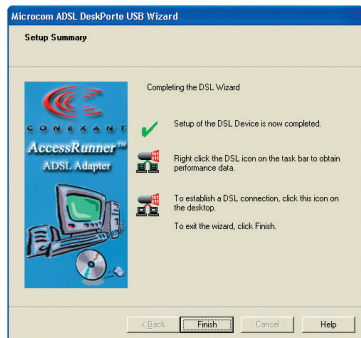 Microcom ADSL DeskPorte USB Wizard
Setup Summary
Completing the DSL Wizard
CONEXANT
AccessRunner™
ADSL Adapter
Setup of the DSL Device is now completed.
Right click the DSL icon on the task bar to obtain
performance data.
To establish a DSL connection, click this icon on
the desktop.
To exit the wizard, click Finish.
< Back
Finish
Cancel
Help